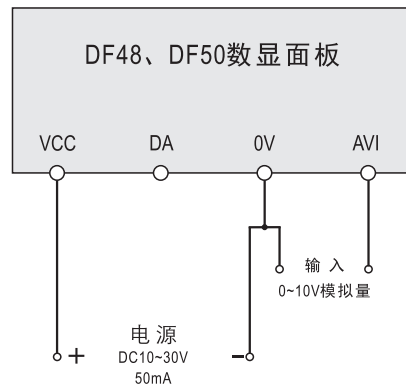 DF48、DF50数显面板
VCC DA 0V AVI
输入
0~10V模拟量
电源
+ DC10~30V −
50mA